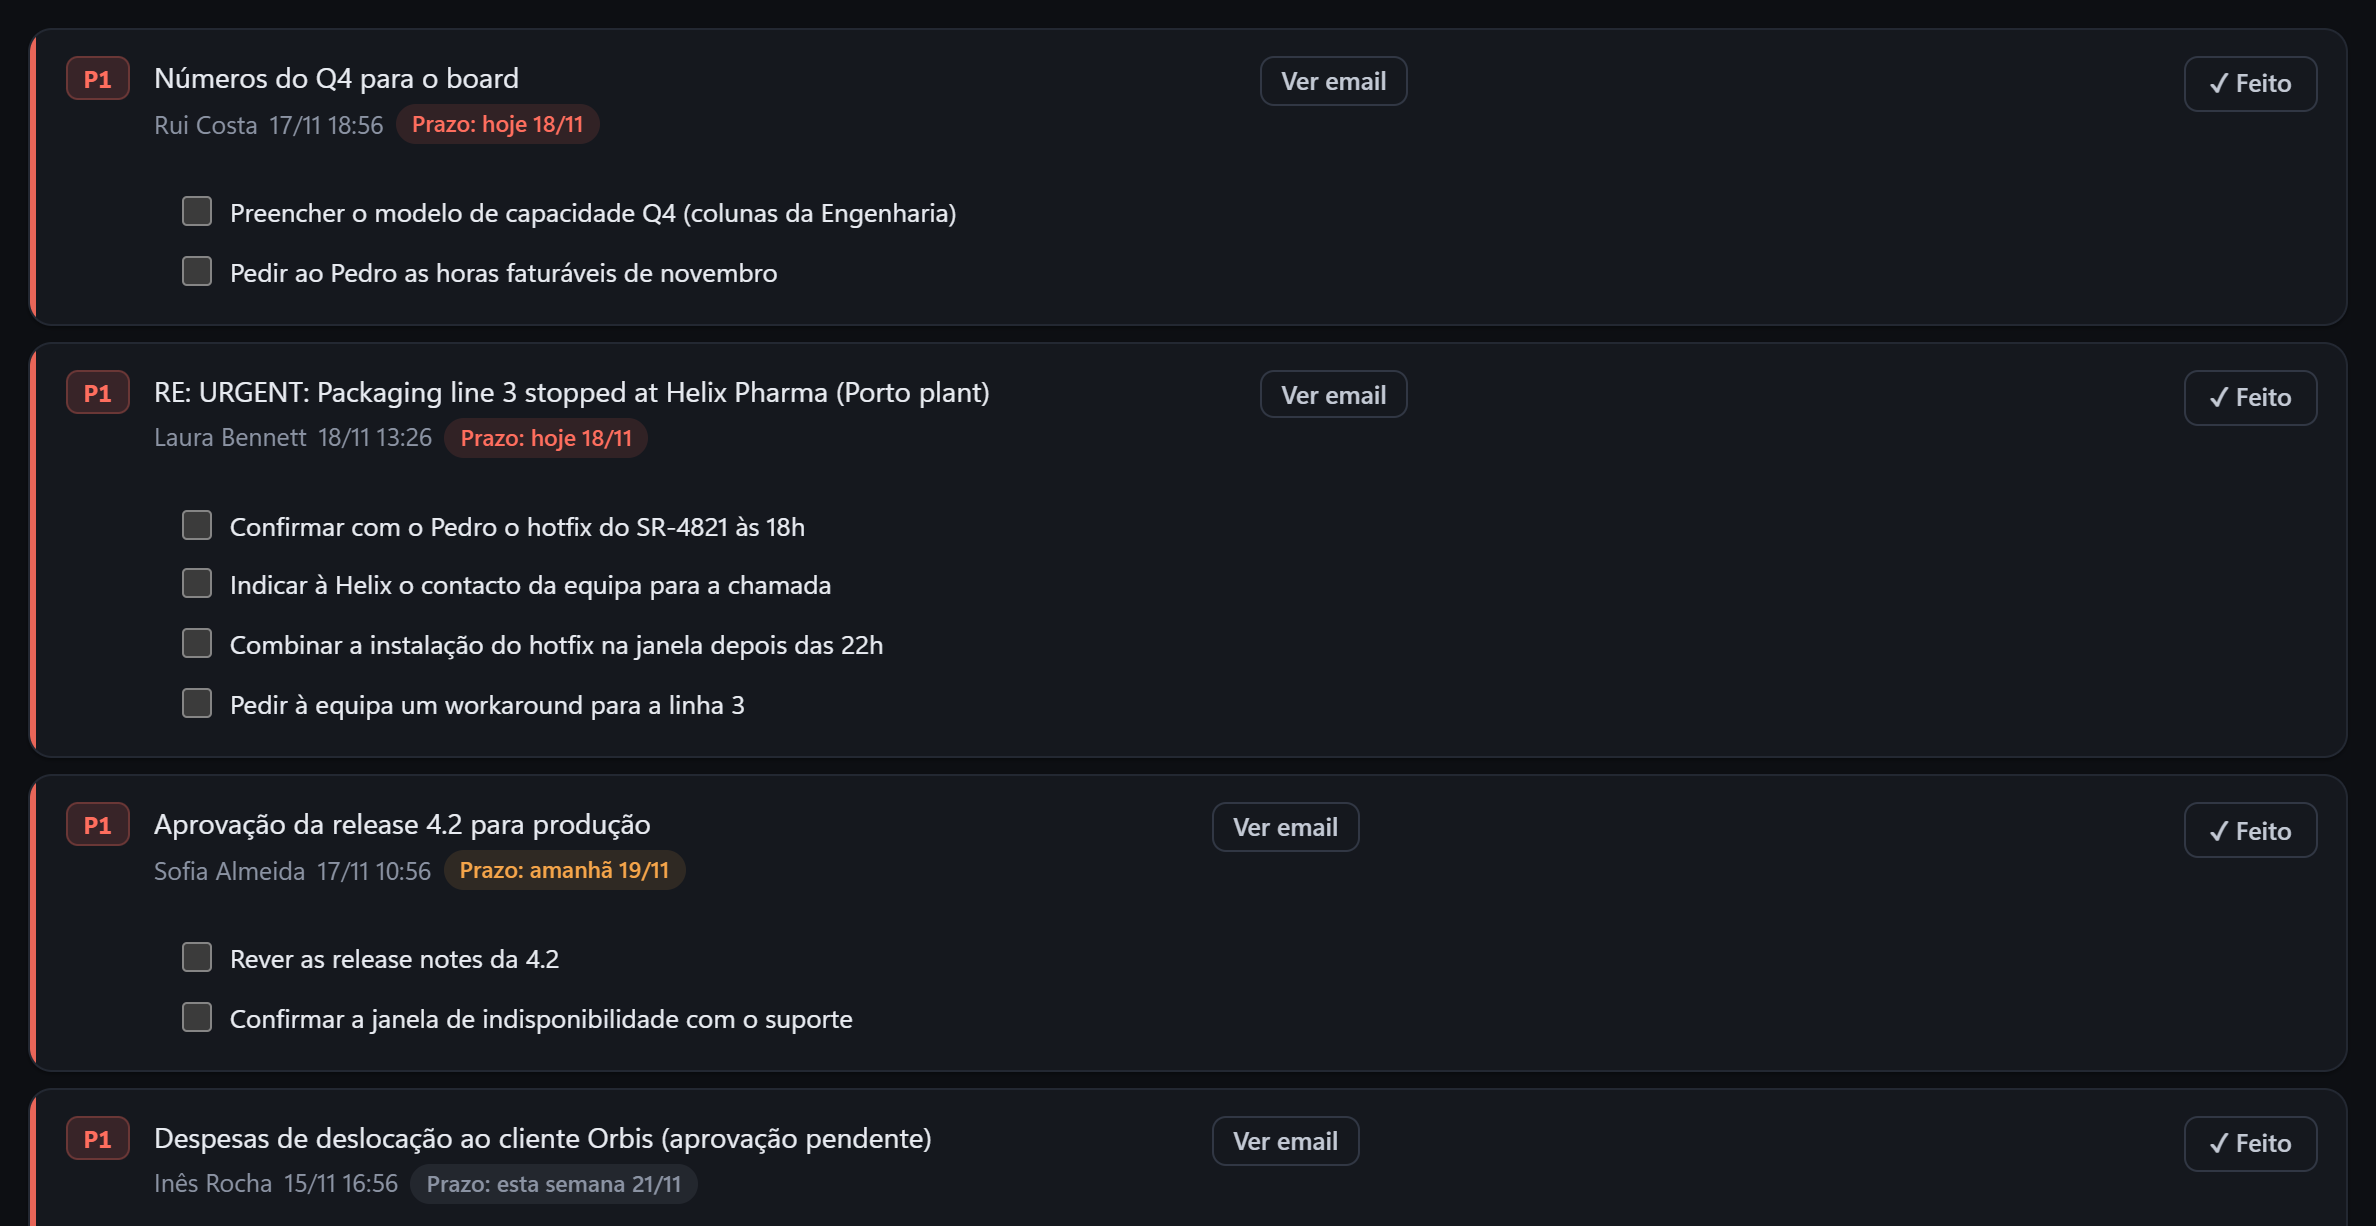 P1 Números do Q4 para o board Ver email ✓ Feito
Rui Costa 17/11 18:56 Prazo: hoje 18/11
Preencher o modelo de capacidade Q4 (colunas da Engenharia)
Pedir ao Pedro as horas faturáveis de novembro
P1 RE: URGENT: Packaging line 3 stopped at Helix Pharma (Porto plant) Ver email ✓ Feito
Laura Bennett 18/11 13:26 Prazo: hoje 18/11
Confirmar com o Pedro o hotfix do SR-4821 às 18h
Indicar à Helix o contacto da equipa para a chamada
Combinar a instalação do hotfix na janela depois das 22h
Pedir à equipa um workaround para a linha 3
P1 Aprovação da release 4.2 para produção Ver email ✓ Feito
Sofia Almeida 17/11 10:56 Prazo: amanhã 19/11
Rever as release notes da 4.2
Confirmar a janela de indisponibilidade com o suporte
P1 Despesas de deslocação ao cliente Orbis (aprovação pendente) Ver email ✓ Feito
Inês Rocha 15/11 16:56 Prazo: esta semana 21/11